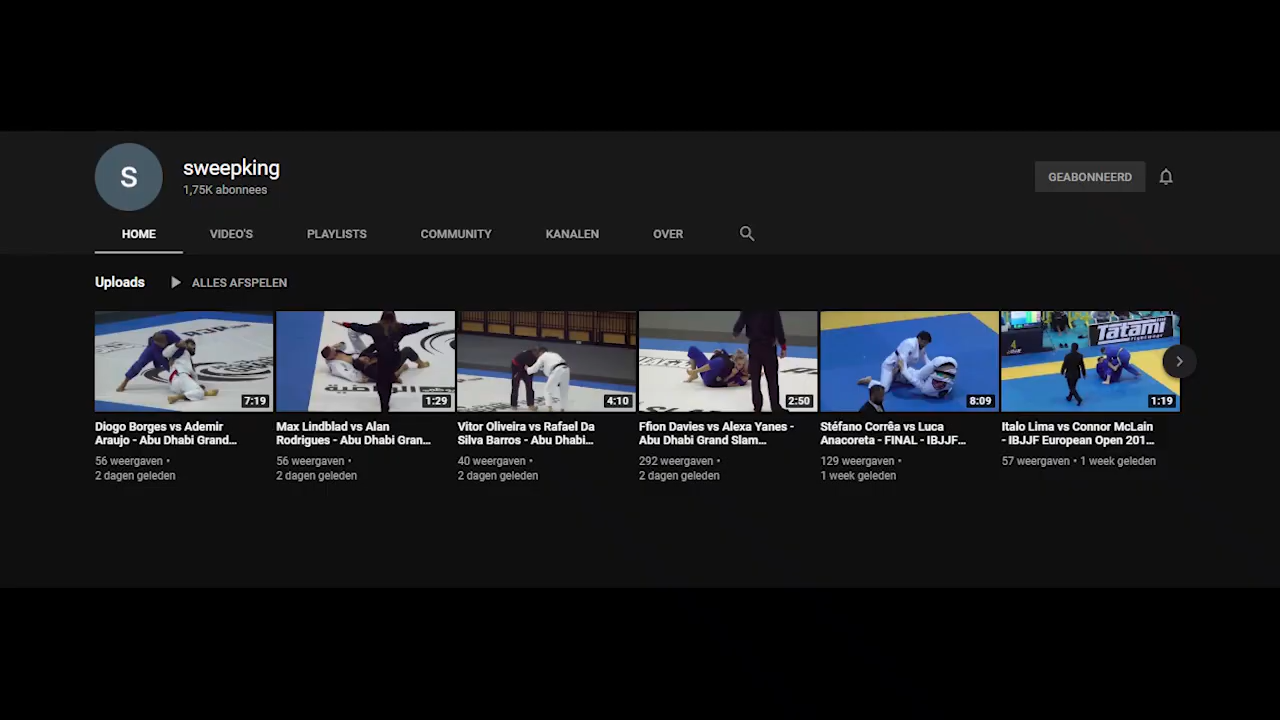 S
sweepking
1,75K abonnees
GEABONNEERD
HOME VIDEO'S PLAYLISTS COMMUNITY KANALEN OVER
Uploads ALLES AFSPELEN
Tatami
7:19 1:29 4:10 2:50 8:09 1:19
Diogo Borges vs Ademir
Araujo - Abu Dhabi Grand...
56 weergaven •
2 dagen geleden
Max Lindblad vs Alan
Rodrigues - Abu Dhabi Gran...
56 weergaven •
2 dagen geleden
Vitor Oliveira vs Rafael Da
Silva Barros - Abu Dhabi...
40 weergaven •
2 dagen geleden
Ffion Davies vs Alexa Yanes -
Abu Dhabi Grand Slam...
292 weergaven •
2 dagen geleden
Stéfano Corrêa vs Luca
Anacoreta - FINAL - IBJJF...
129 weergaven •
1 week geleden
Italo Lima vs Connor McLain
- IBJJF European Open 201...
57 weergaven • 1 week geleden